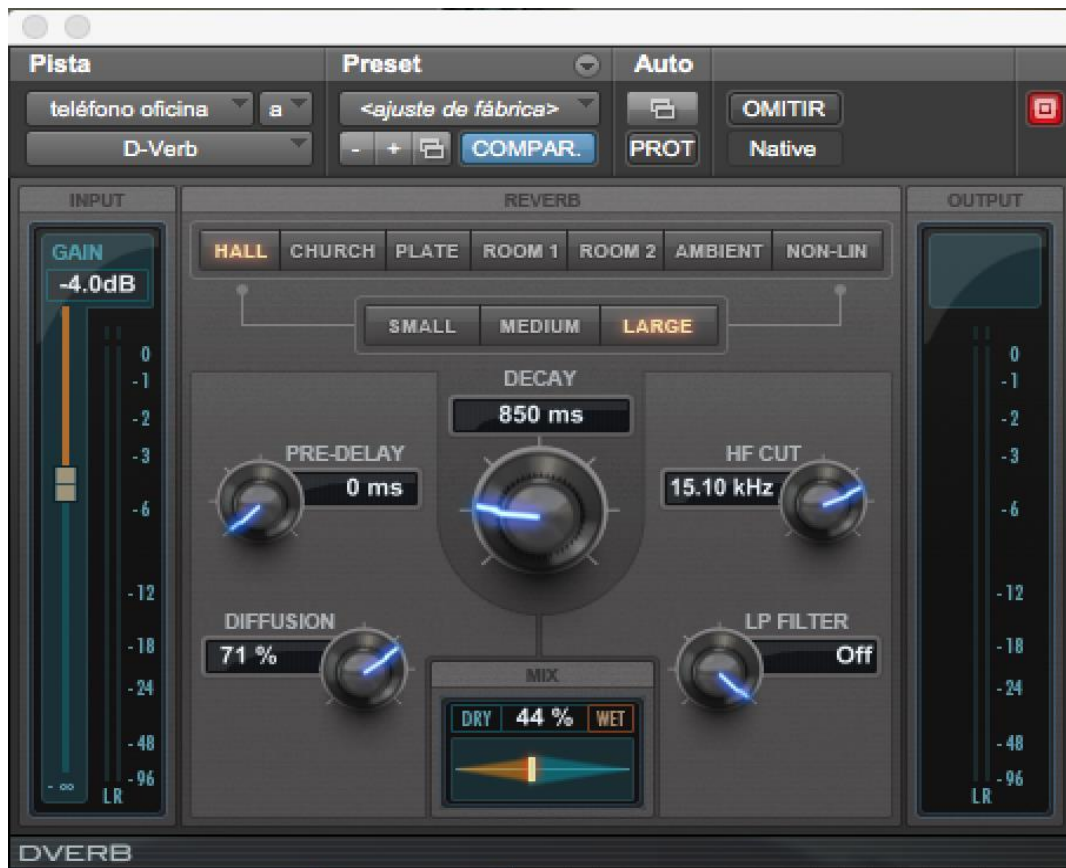 Pista Preset Auto
teléfono oficina a <ajuste de fábrica> OMITIR
D-Verb - + COMPAR. PROT Native
INPUT REVERB OUTPUT
GAIN
-4.0dB
HALL CHURCH PLATE ROOM 1 ROOM 2 AMBIENT NON-LIN
SMALL MEDIUM LARGE
0 0
-1 -1
-2 -2
-3 -3
-6 -6
-12 -12
-18 -18
-24 -24
-48 -48
-96 -96
- ∞
LR LR
DECAY
850 ms
PRE-DELAY
0 ms
HF CUT
15.10 kHz
DIFFUSION
71 %
LP FILTER
Off
MIX
DRY 44 % WET
DVERB